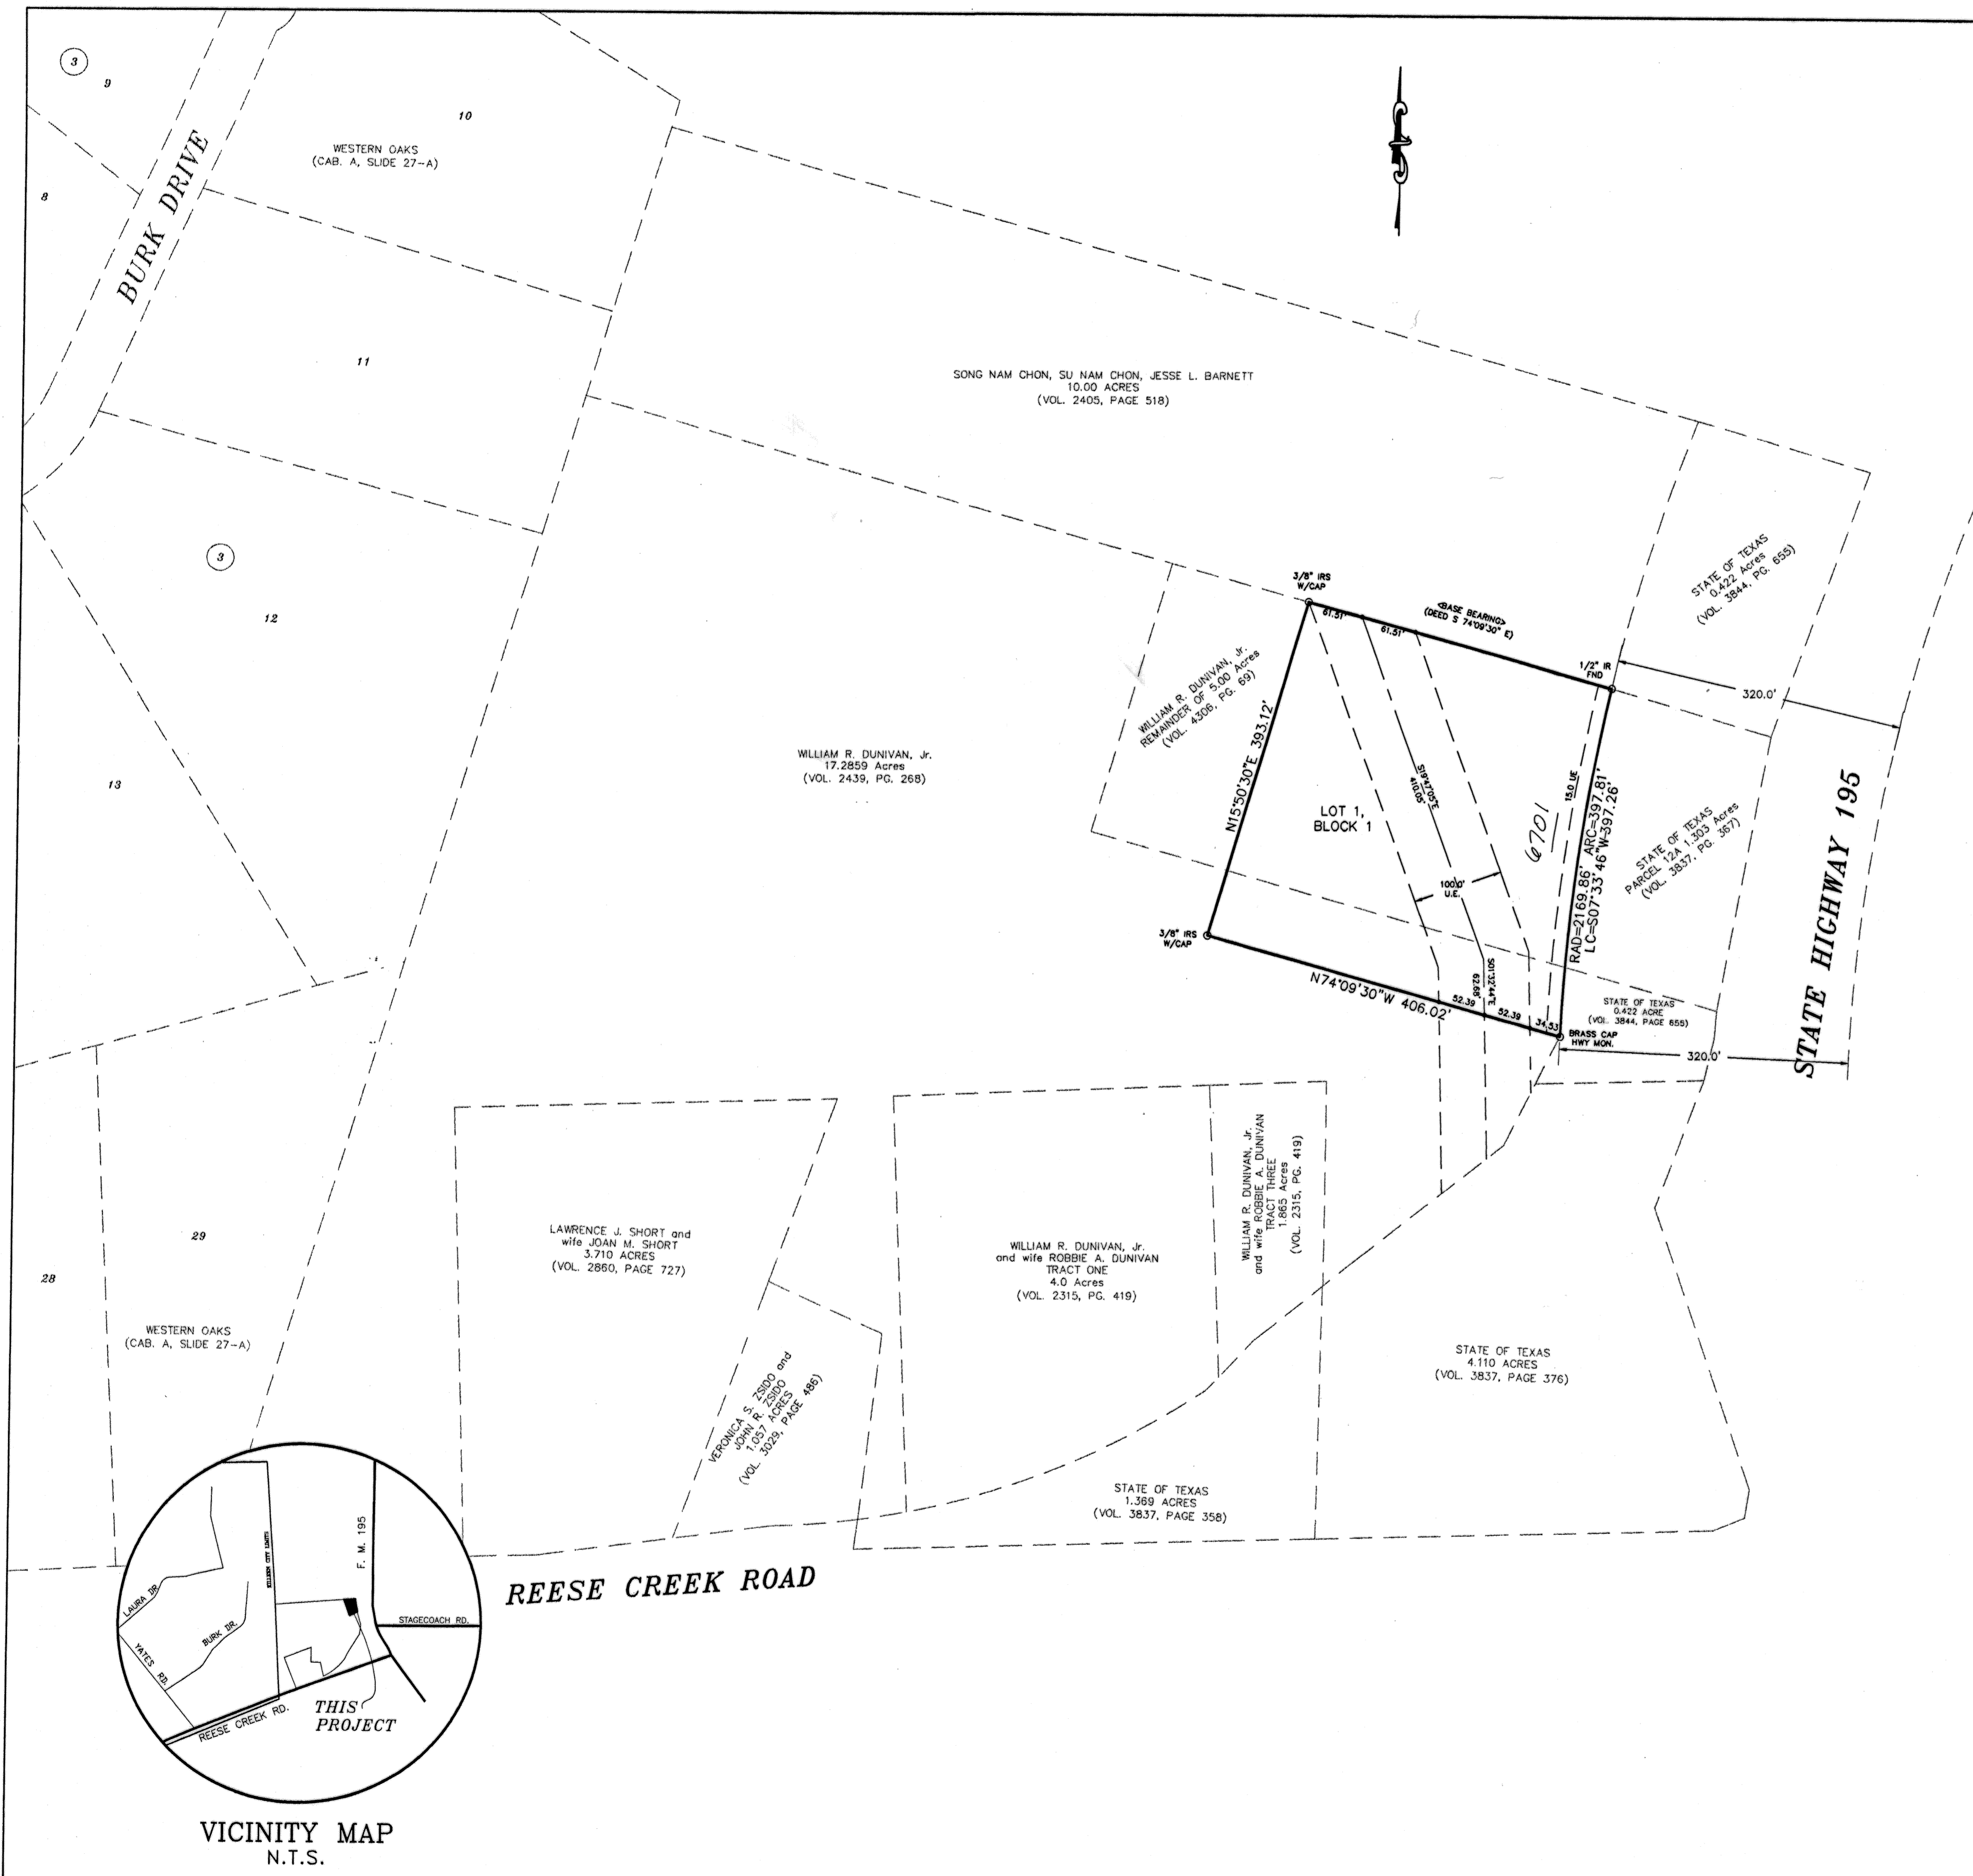 3
9
10
WESTERN OAKS
(CAB. A, SLIDE 27-A)
8
BURK DRIVE
11
SONG NAM CHON, SU NAM CHON, JESSE L. BARNETT
10.00 ACRES
(VOL. 2405, PAGE 518)
3
12
13
STATE OF TEXAS
0.422 Acres
(VOL. 3844, PG. 655)
3/8" IRS
W/CAP
61.51'
61.51'
<BASE BEARING>
(DEED S 74°09'30" E)
1/2" IR
FND
320.0'
WILLIAM R. DUNIVAN, Jr.
REMAINDER OF 5.00 Acres
(VOL. 4306, PG. 69)
WILLIAM R. DUNIVAN, Jr.
17.2859 Acres
(VOL. 2439, PG. 268)
N15°50'30"E 393.12'
LOT 1,
BLOCK 1
S19°47'05"E
410.05'
15.0 UE
6701
RAD=2169.86' ARC=397.81'
LC=S07°33'46"W-397.26'
STATE OF TEXAS
PARCEL 12A 1.303 Acres
(VOL. 3837, PG. 367)
STATE HIGHWAY 195
100.0'
U.E.
3/8" IRS
W/CAP
N74°09'30"W 406.02'
S01°32'44"E
62.68'
52.39
52.39
34.53
STATE OF TEXAS
0.422 ACRE
(VOL. 3844, PAGE 655)
BRASS CAP
HWY MON.
320.0'
29
28
WESTERN OAKS
(CAB. A, SLIDE 27-A)
LAWRENCE J. SHORT and
wife JOAN M. SHORT
3.710 ACRES
(VOL. 2860, PAGE 727)
WILLIAM R. DUNIVAN, Jr.
and wife ROBBIE A. DUNIVAN
TRACT ONE
4.0 Acres
(VOL. 2315, PG. 419)
WILLIAM R. DUNIVAN, Jr.
and wife ROBBIE A. DUNIVAN
TRACT THREE
1.865 Acres
(VOL. 2315, PG. 419)
VERONICA S. ZSIDO and
JOHN R. ZSIDO
1.057 ACRES
(VOL. 3029, PAGE 486)
STATE OF TEXAS
4.110 ACRES
(VOL. 3837, PAGE 376)
STATE OF TEXAS
1.369 ACRES
(VOL. 3837, PAGE 358)
REESE CREEK ROAD
F. M. 195
LAURA DR.
BURK DR.
STAGECOACH RD.
YATES RD.
REESE CREEK RD.
THIS
PROJECT
VICINITY MAP
N.T.S.